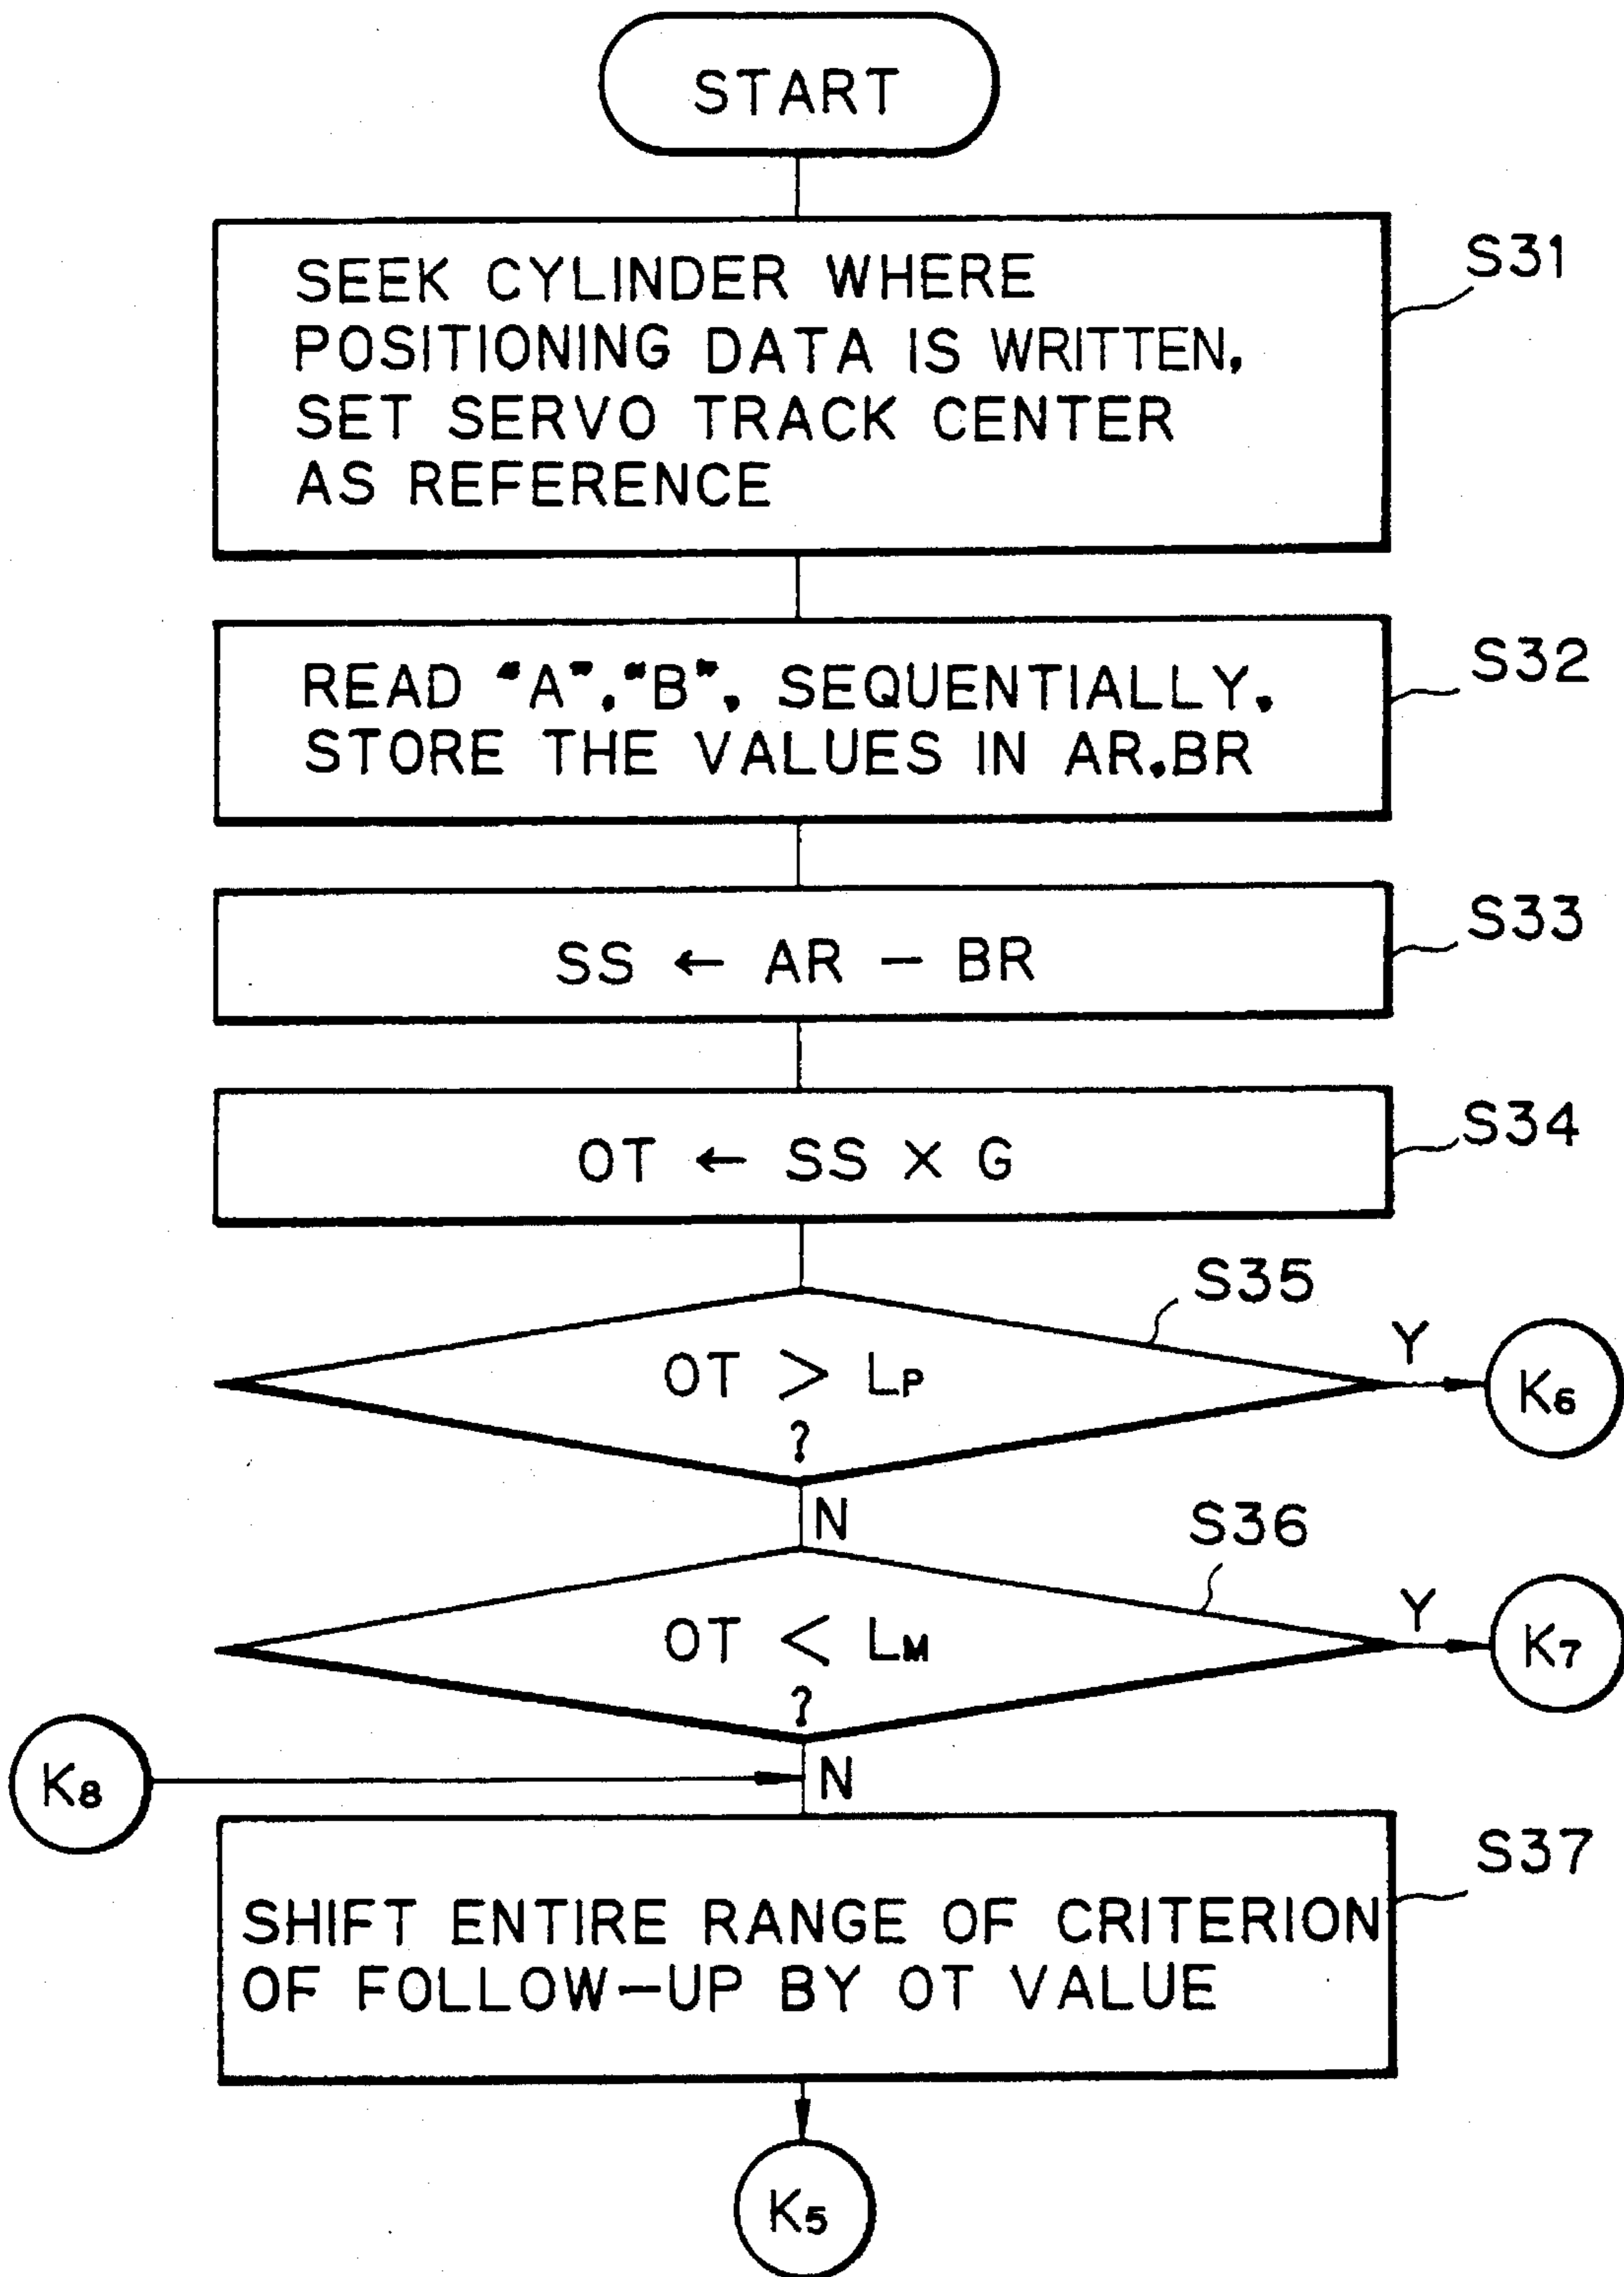 START
SEEK CYLINDER WHERE
POSITIONING DATA IS WRITTEN,
SET SERVO TRACK CENTER
AS REFERENCE
S31
READ "A","B", SEQUENTIALLY,
STORE THE VALUES IN AR,BR
S32
SS ← AR − BR
S33
OT ← SS × G
S34
S35
OT > LP
?
Y
K6
N
S36
OT < LM
?
Y
K7
K8
N
S37
SHIFT ENTIRE RANGE OF CRITERION
OF FOLLOW-UP BY OT VALUE
K5